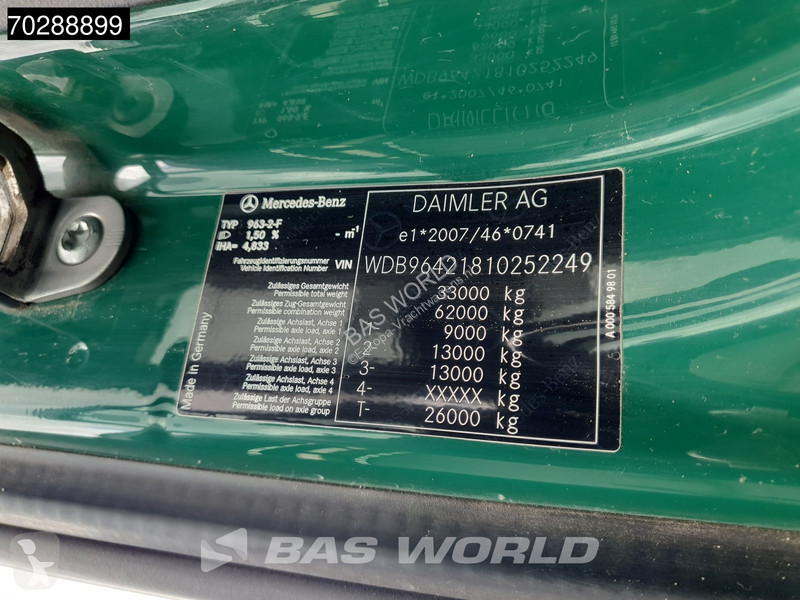 70288899
Mercedes-Benz
DAIMLER AG
TYP 963-2-F
1,50 % - m-1
IHA= 4,833
e1*2007/46*0741
Fahrzeugidentifizierungsnummer
Vehicle Identification Number VIN
WDB96421810252249
Zulässiges Gesamtgewicht
Permissible total weight
33000 kg
Zulässiges Zug-Gesamtgewicht
Permissible combination weight
62000 kg
Zulässige Achslast, Achse 1
Permissible axle load, axle 1
9000 kg
Zulässige Achslast, Achse 2
Permissible axle load, axle 2
2- 13000 kg
Zulässige Achslast, Achse 3
Permissible axle load, axle 3
3- 13000 kg
Zulässige Achslast, Achse 4
Permissible axle load, axle 4
4- XXXXX kg
Zulässige Last der Achsgruppe
Permissible load on axle group
T- 26000 kg
Made in Germany
A 000 584 98 01
BAS WORLD
BAS WORLD